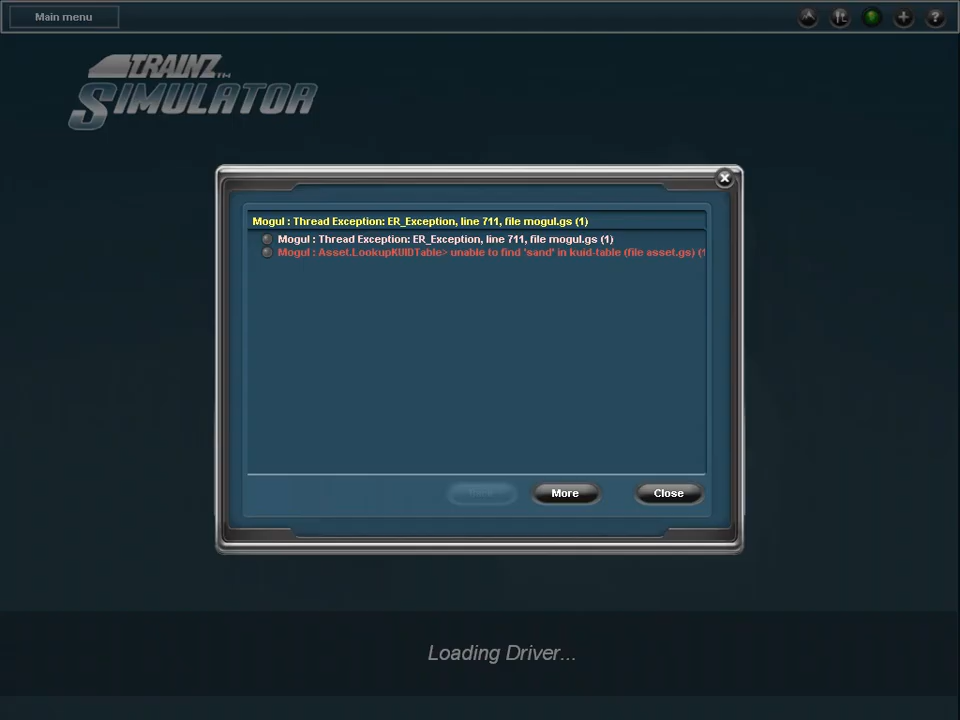 Main menu
?
TRAINZ™
SIMULATOR
Mogul : Thread Exception: ER_Exception, line 711, file mogul.gs (1)
Mogul : Thread Exception: ER_Exception, line 711, file mogul.gs (1)
Mogul : Asset.LookupKUIDTable> unable to find 'sand' in kuid-table (file asset.gs) (1
More Close
Loading Driver...